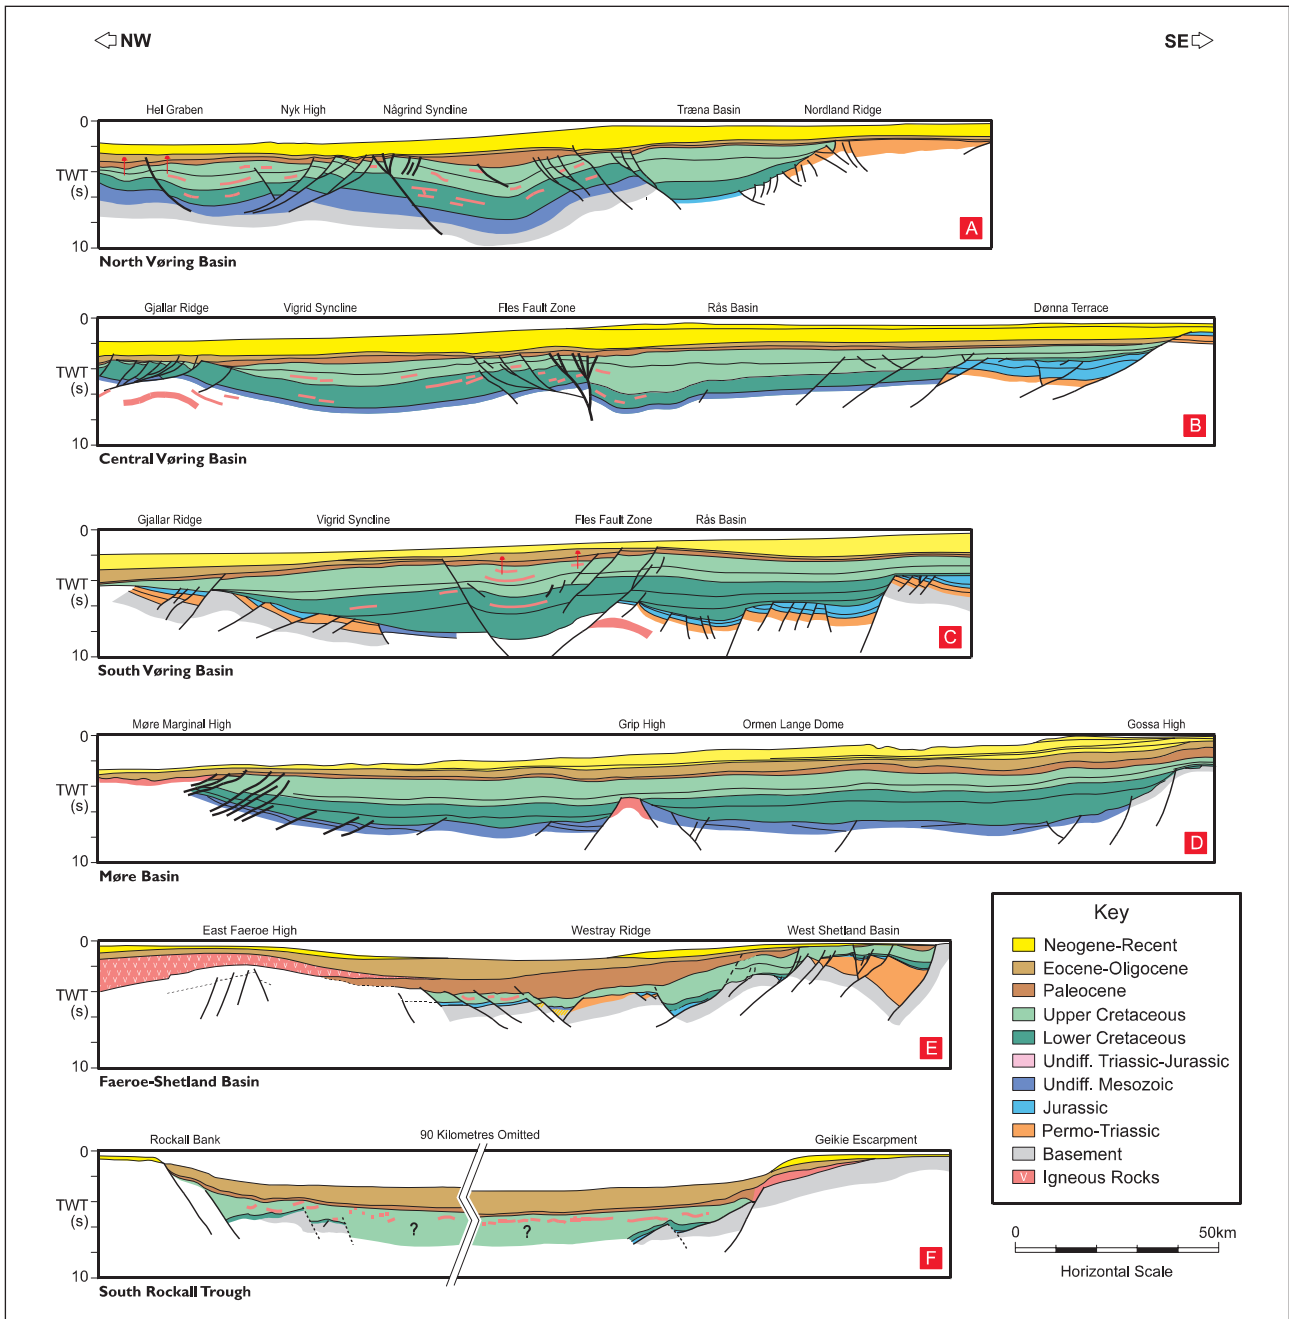 NW
SE
Hel Graben
Nyk High
Någrind Syncline
Træna Basin
Nordland Ridge
0
TWT
(s)
10
A
North Vøring Basin
Gjallar Ridge
Vigrid Syncline
Fles Fault Zone
Rås Basin
Dønna Terrace
0
TWT
(s)
10
B
Central Vøring Basin
Gjallar Ridge
Vigrid Syncline
Fles Fault Zone
Rås Basin
0
TWT
(s)
10
C
South Vøring Basin
Møre Marginal High
Grip High
Ormen Lange Dome
Gossa High
0
TWT
(s)
10
D
Møre Basin
East Faeroe High
Westray Ridge
West Shetland Basin
0
TWT
(s)
10
E
Faeroe-Shetland Basin
Rockall Bank
90 Kilometres Omitted
Geikie Escarpment
0
TWT
(s)
10
?
?
F
South Rockall Trough
Key
Neogene-Recent
Eocene-Oligocene
Paleocene
Upper Cretaceous
Lower Cretaceous
Undiff. Triassic-Jurassic
Undiff. Mesozoic
Jurassic
Permo-Triassic
Basement
V Igneous Rocks
0
50km
Horizontal Scale